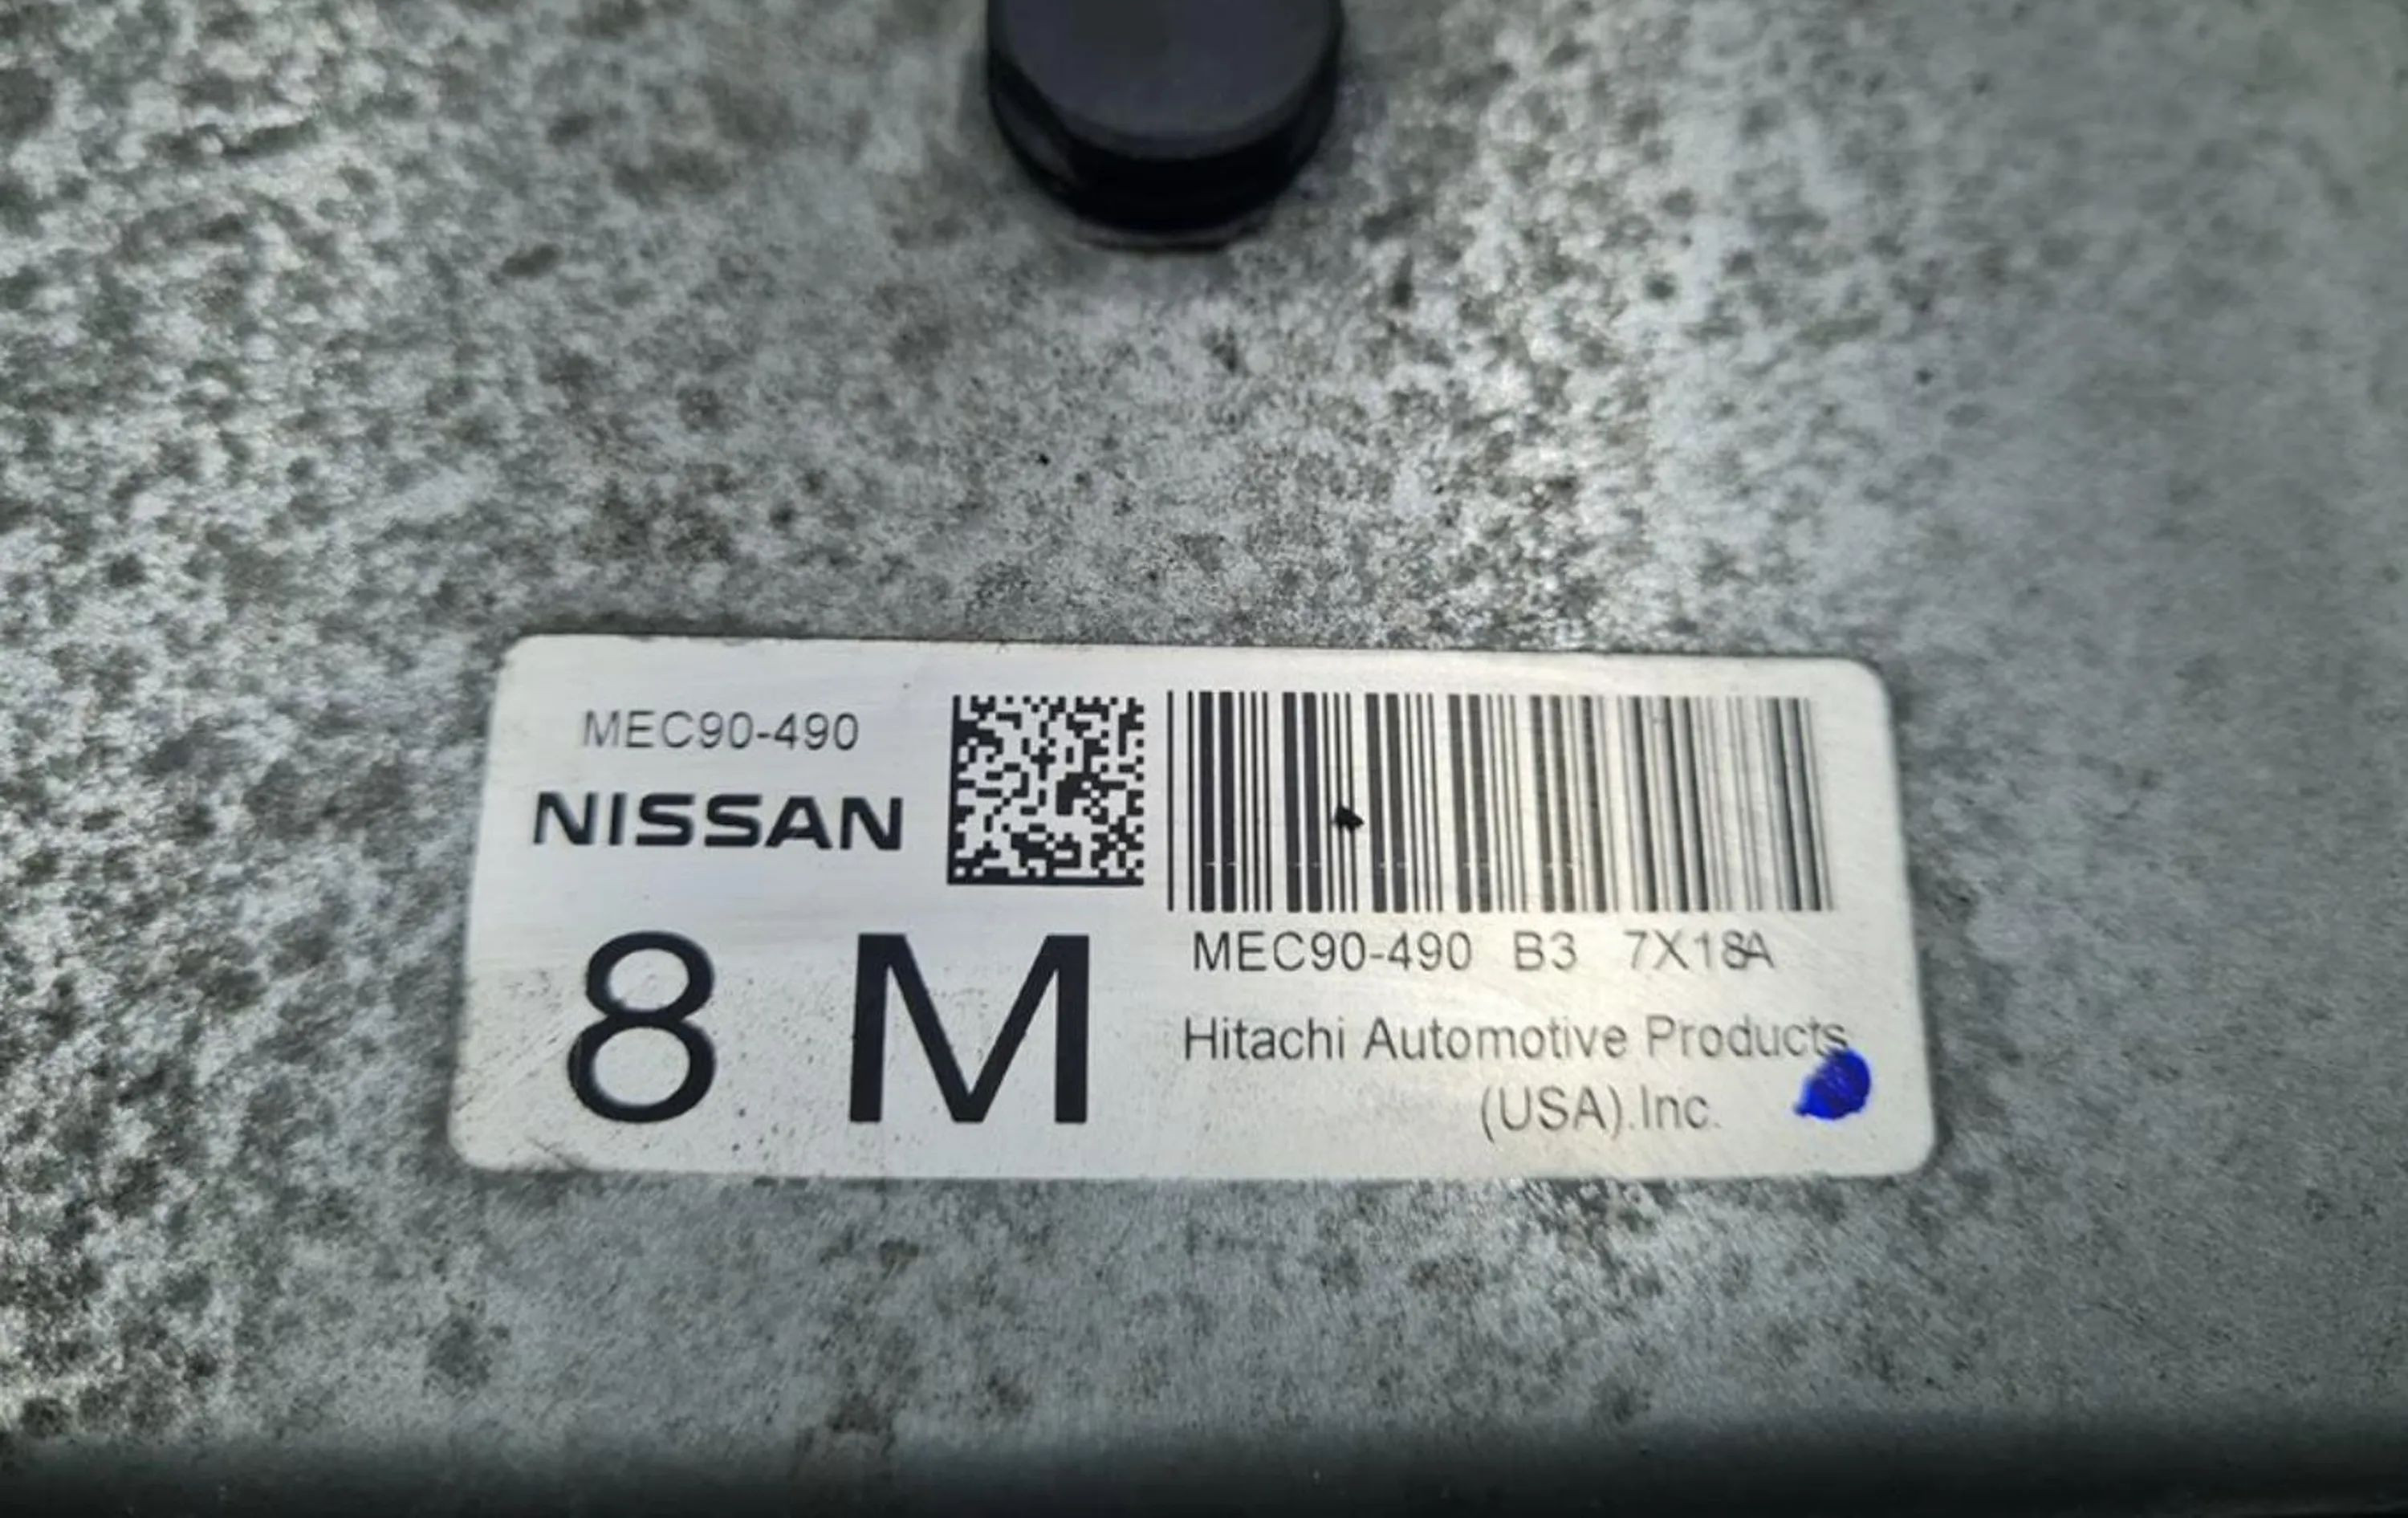 MEC90-490
NISSAN
8 M
MEC90-490 B3 7X18A
Hitachi Automotive Products
(USA).Inc.